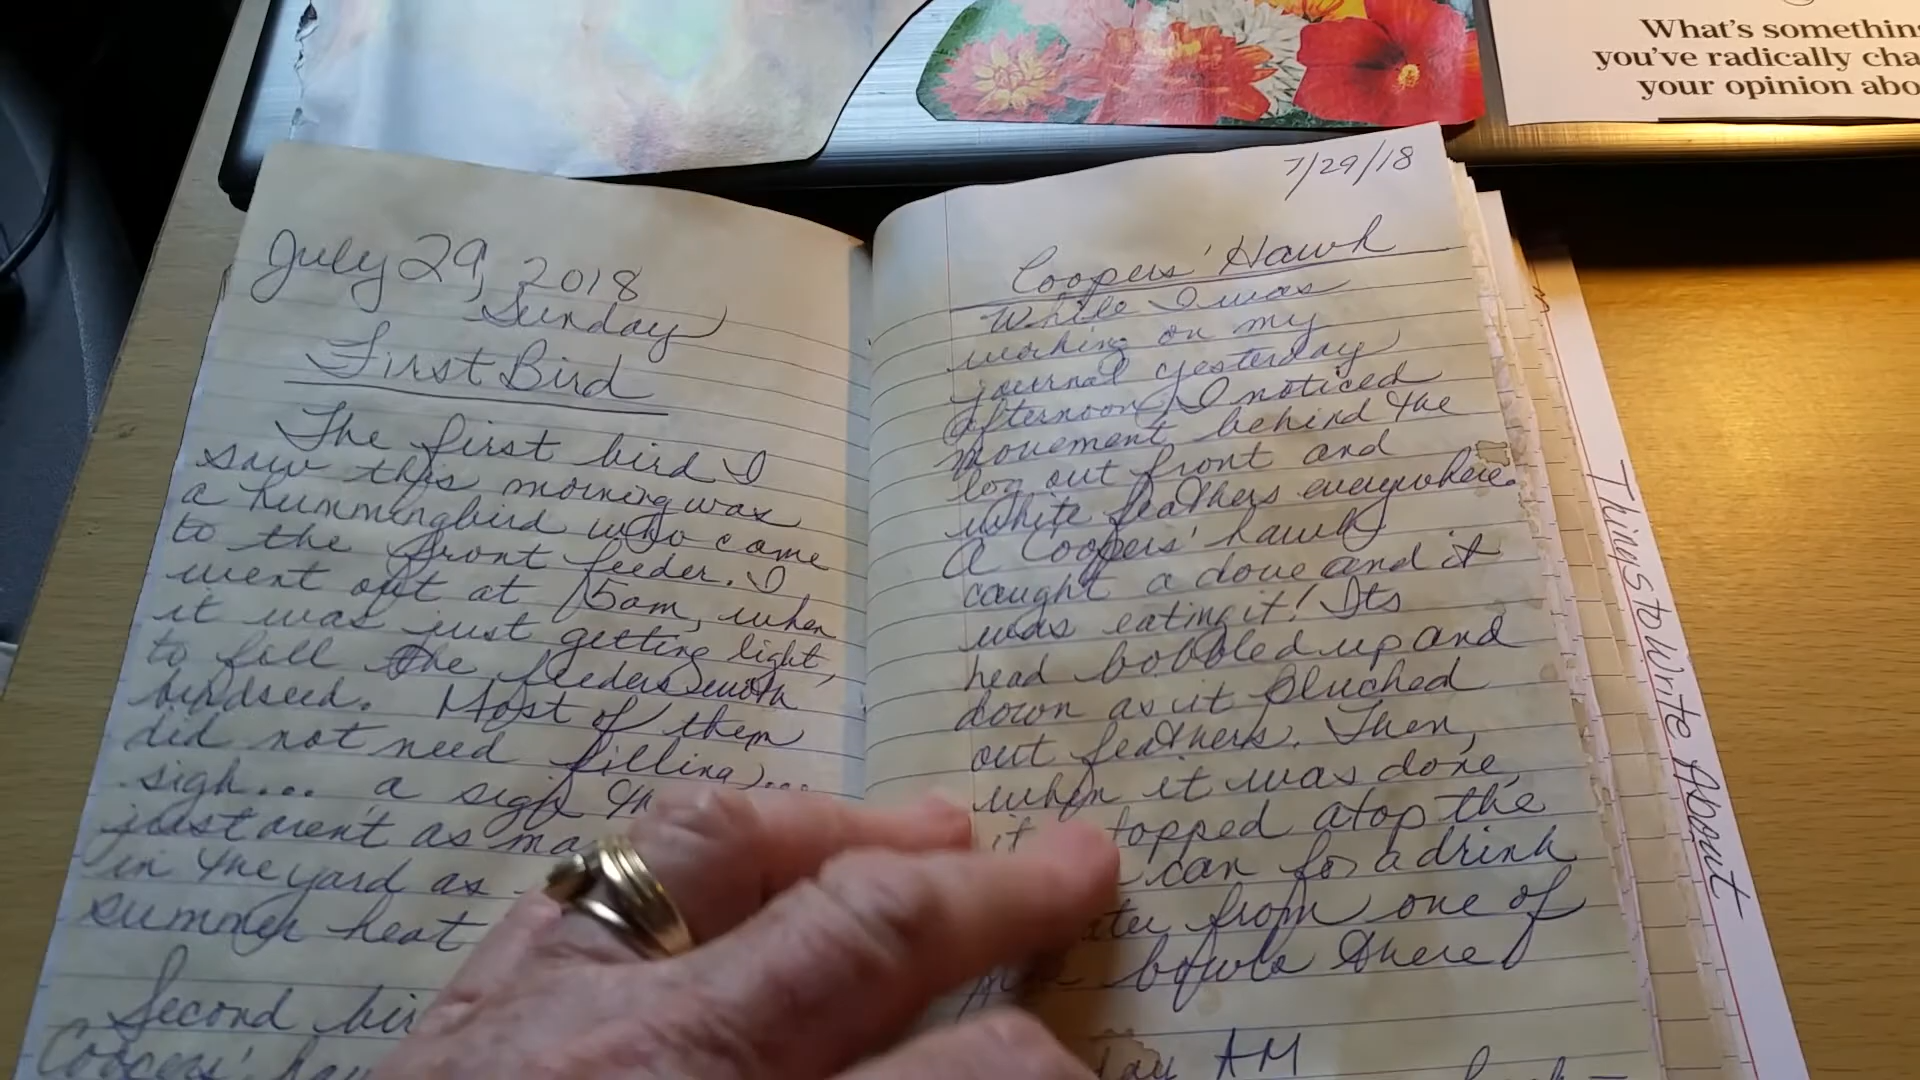 What's something
you've radically cha
your opinion abo
July 29, 2018
Sunday
First Bird
The first bird I
saw this morning was
a hummingbird who came
to the front feeder. I
went out at 5am, when
it was just getting light,
to fill the feeders with
birdseed. Most of them
did not need filling...
sigh... a sign th
just aren't as ma
in the yard as
summer heat
Second bir
Coopers' haw
7/29/18
Coopers' Hawk
While I was
working on my
journal yesterday
afternoon, I noticed
movement behind the
log out front and
white feathers everywhere.
A Coopers' hawk
caught a dove and it
was eating it! Its
head bobbled up and
down as it plucked
out feathers. Then,
when it was done,
it topped atop the
can for a drink
ater from one of
bowls there
AM
Things to Write About